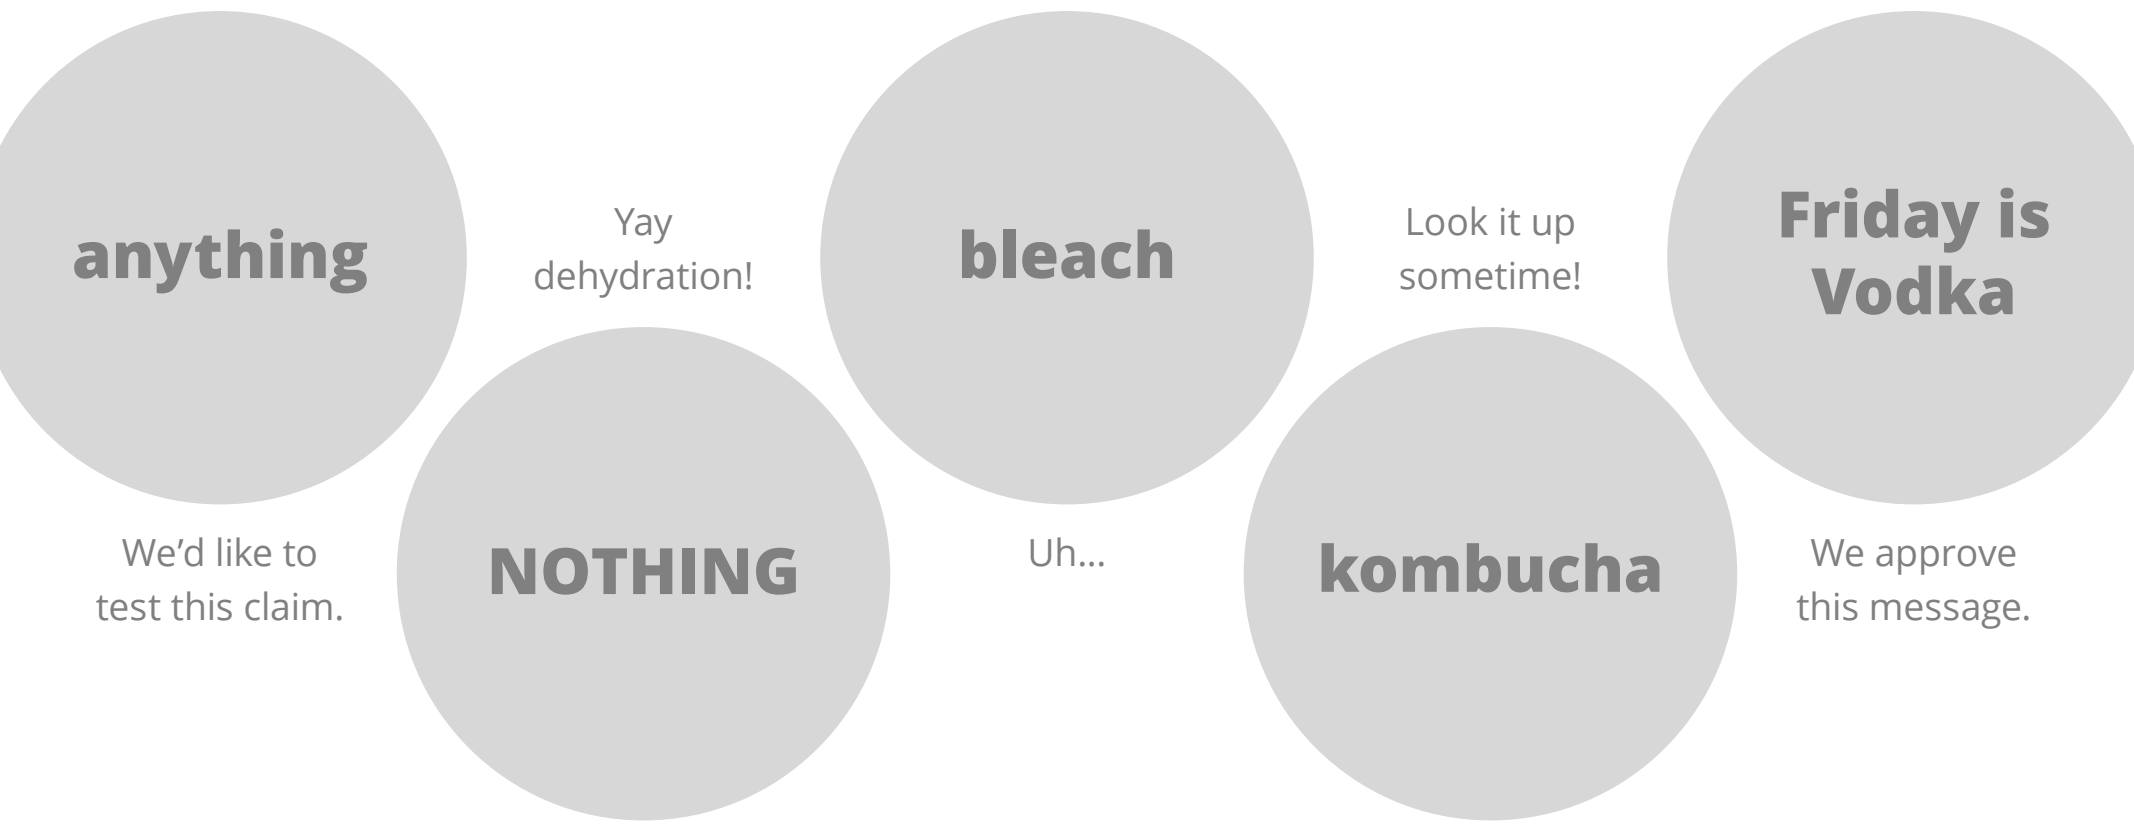 anything
We’d like to
test this claim.
Yay
dehydration!
NOTHING
bleach
Uh...
Look it up
sometime!
kombucha
Friday is
Vodka
We approve
this message.